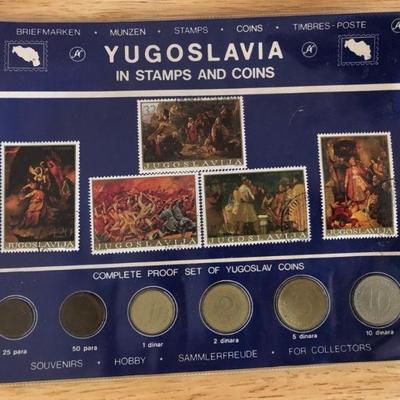 BRIEFMARKEN • MÜNZEN • STAMPS • COINS • TIMBRES-POSTE
YUGOSLAVIA
IN STAMPS AND COINS
JUGOSLAVIJA
JUGOSLAVIJA
JUGOSLAVIJA
JUGOSLAVIJA
JUGOSLAVIJA
COMPLETE PROOF SET OF YUGOSLAV COINS
25 para
50 para
1 dinar
2 dinara
5 dinara
10 dinara
SOUVENIRS • HOBBY • SAMMLERFREUDE • FOR COLLECTORS